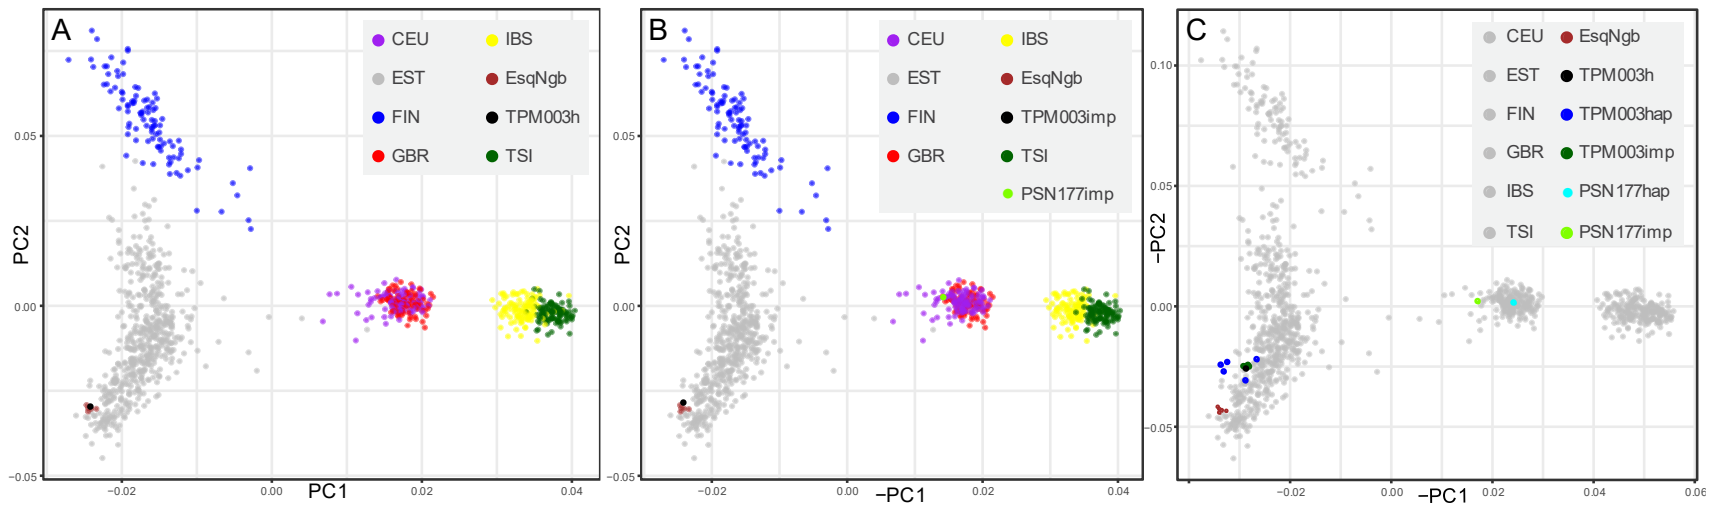 A
CEU IBS
EST EsqNgb
FIN TPM003h
GBR TSI
PC2
0.05
0.00
−0.05
−0.02 0.00 0.02 0.04
PC1
B
CEU IBS
EST EsqNgb
FIN TPM003imp
GBR TSI
PSN177imp
PC2
0.05
0.00
−0.05
−0.02 0.00 0.02 0.04
−PC1
C
CEU EsqNgb
EST TPM003h
FIN TPM003hap
GBR TPM003imp
IBS PSN177hap
TSI PSN177imp
−PC2
0.10
0.05
0.00
−0.05
−0.02 0.00 0.02 0.04 0.06
−PC1